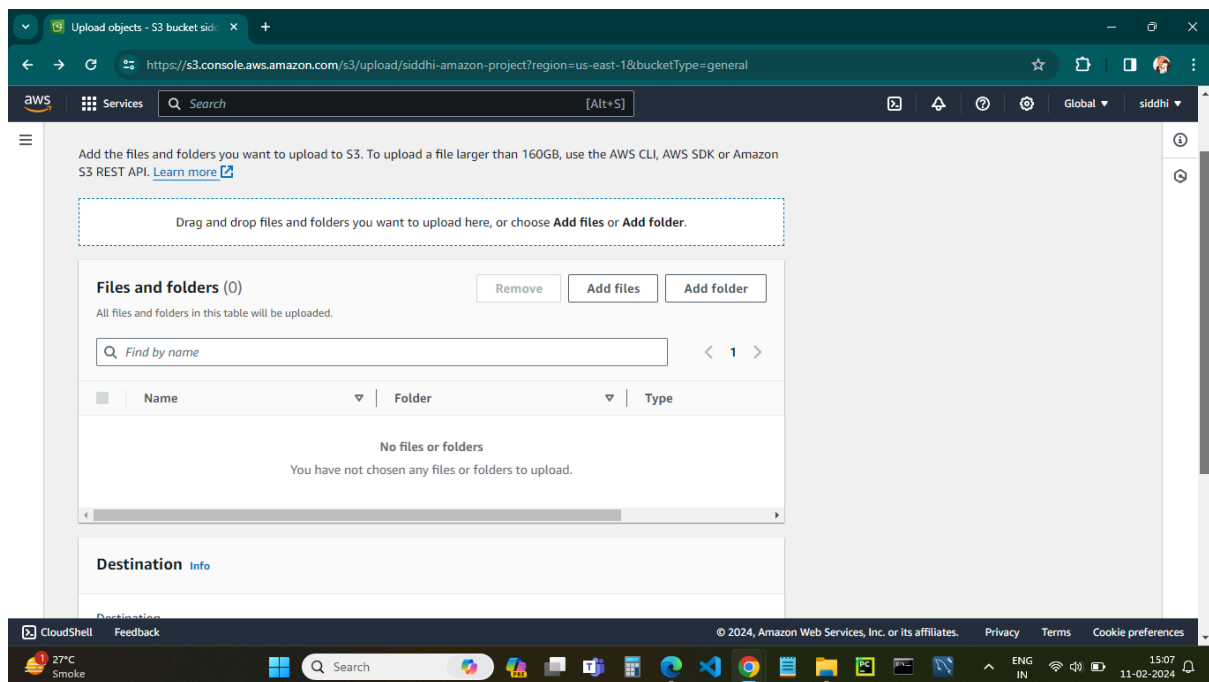 Upload objects - S3 bucket sidd
https://s3.console.aws.amazon.com/s3/upload/siddhi-amazon-project?region=us-east-1&bucketType=general
aws Services Search [Alt+S] Global siddhi
Add the files and folders you want to upload to S3. To upload a file larger than 160GB, use the AWS CLI, AWS SDK or Amazon
S3 REST API. Learn more
Drag and drop files and folders you want to upload here, or choose Add files or Add folder.
Files and folders (0) Remove Add files Add folder
All files and folders in this table will be uploaded.
Find by name 1
Name Folder Type
No files or folders
You have not chosen any files or folders to upload.
Destination Info
Destination
CloudShell Feedback © 2024, Amazon Web Services, Inc. or its affiliates. Privacy Terms Cookie preferences
1 27°C Search PRE PC ENG 15:07
Smoke IN 11-02-2024